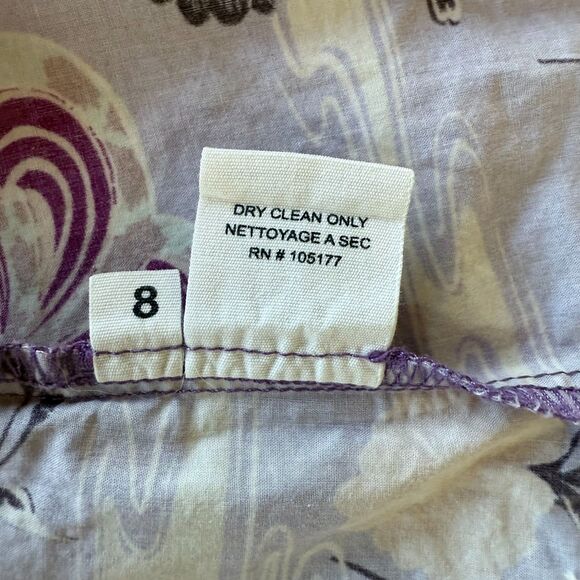 DRY CLEAN ONLY
NETTOYAGE A SEC
RN # 105177
8